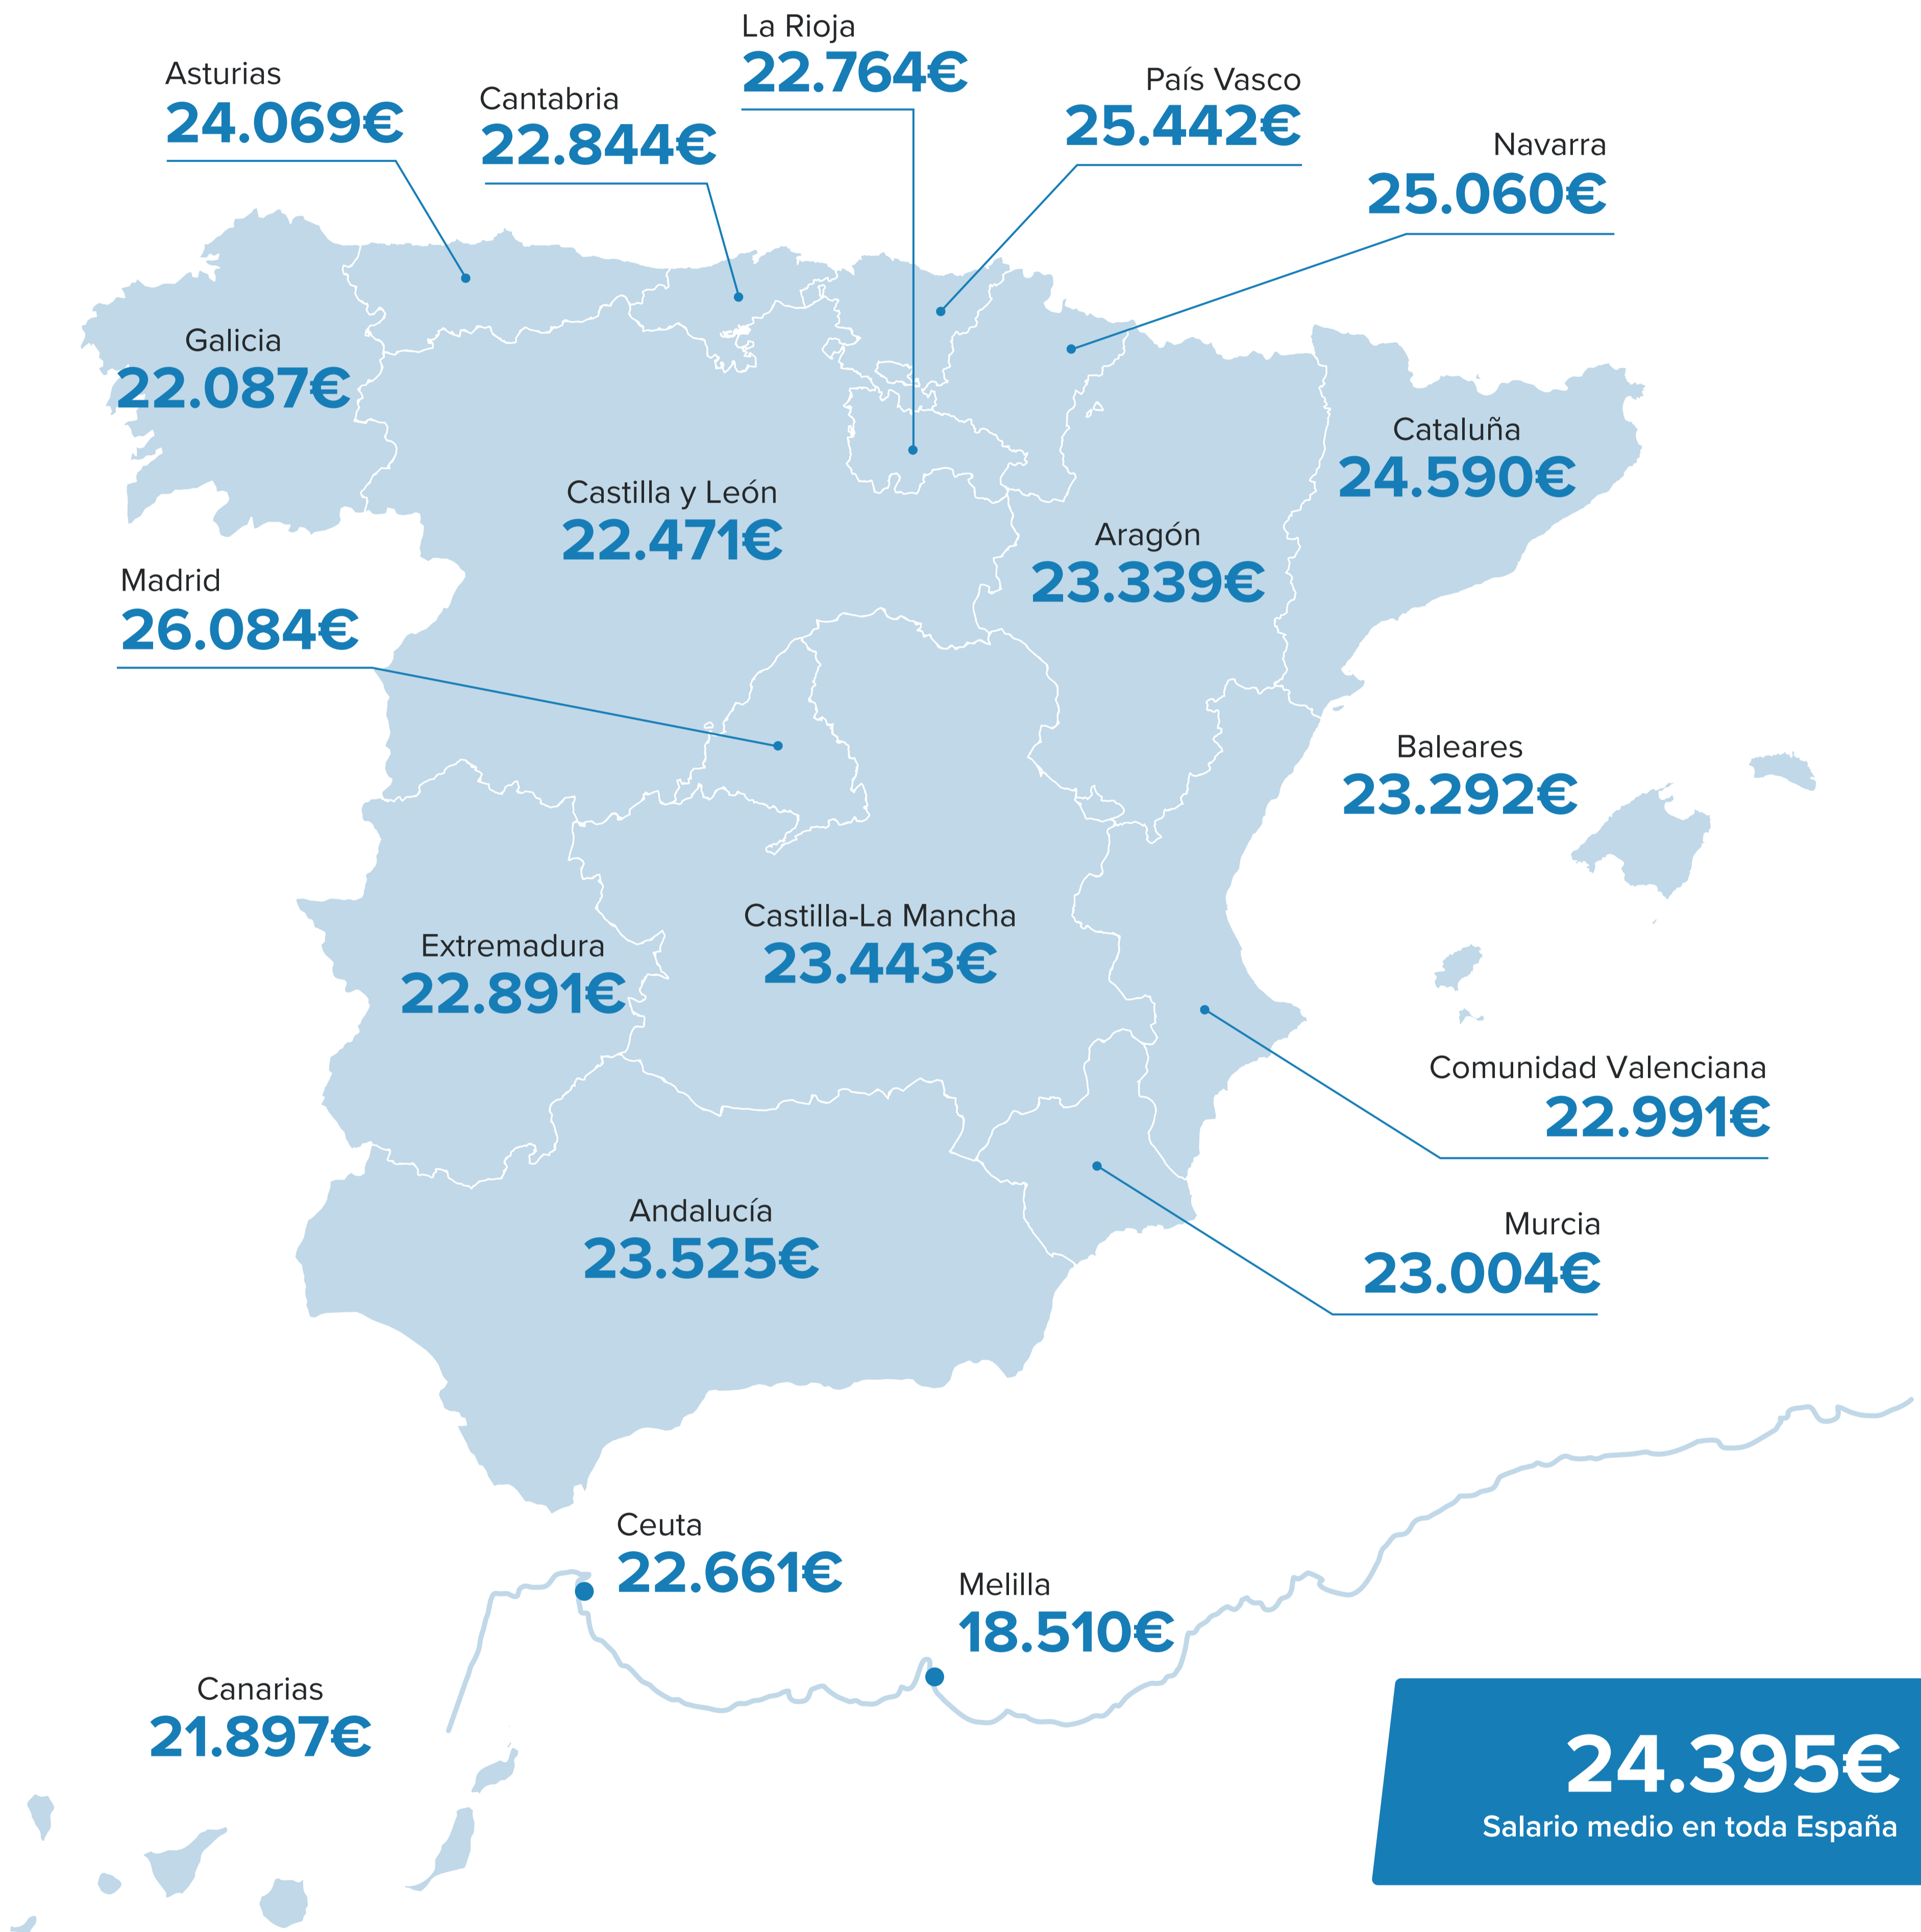 La Rioja
22.764€
Asturias
24.069€
Cantabria
22.844€
País Vasco
25.442€
Navarra
25.060€
Galicia
22.087€
Cataluña
24.590€
Castilla y León
22.471€
Aragón
23.339€
Madrid
26.084€
Baleares
23.292€
Castilla-La Mancha
23.443€
Extremadura
22.891€
Comunidad Valenciana
22.991€
Andalucía
23.525€
Murcia
23.004€
Ceuta
22.661€
Melilla
18.510€
Canarias
21.897€
24.395€
Salario medio en toda España